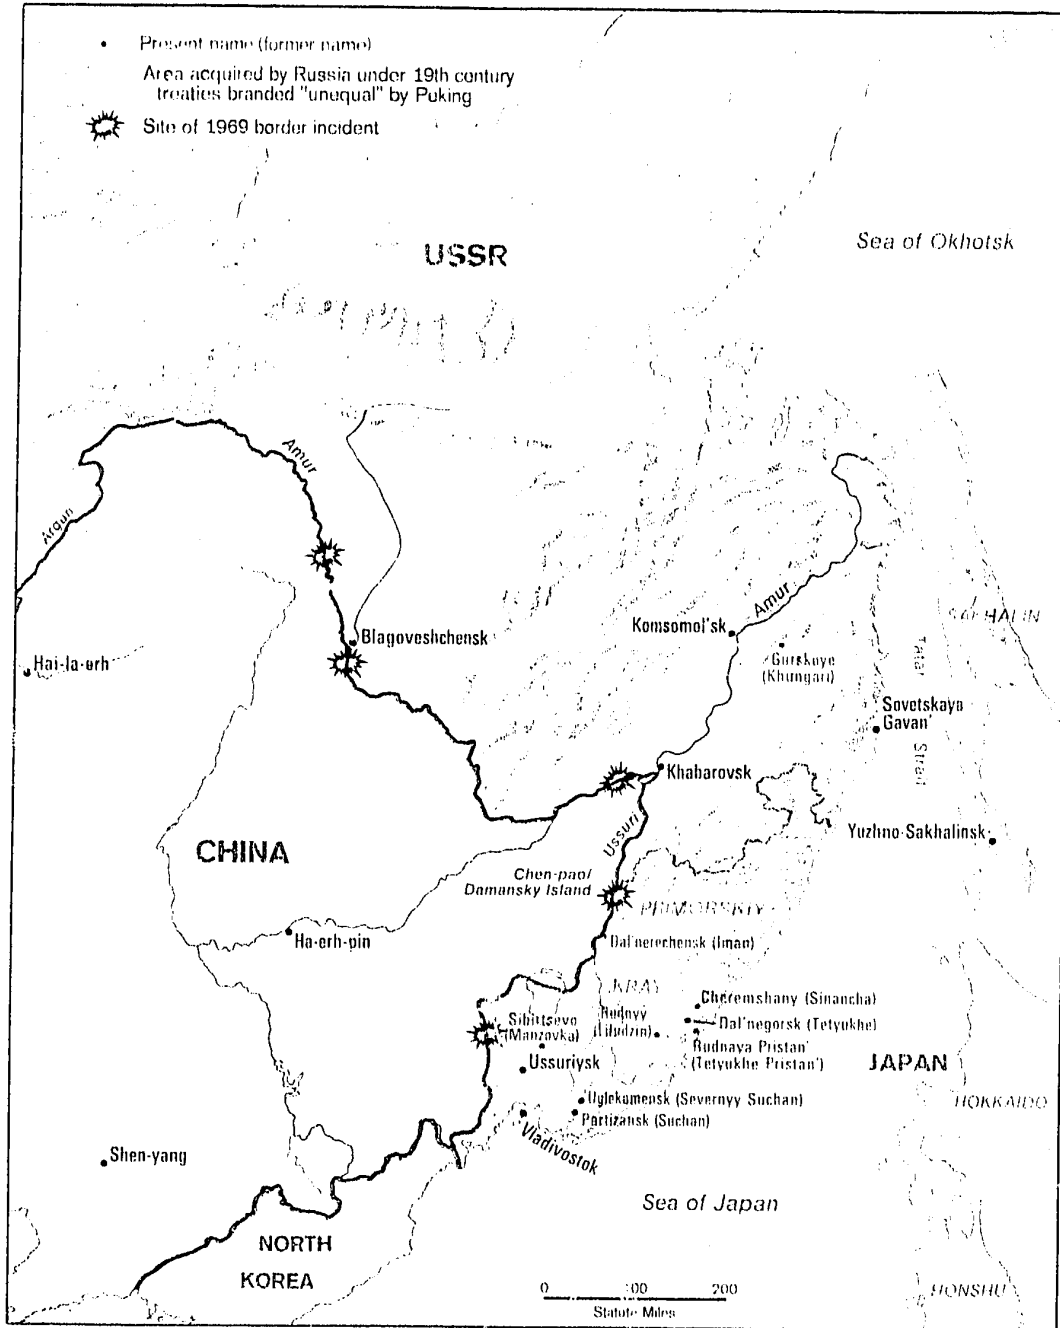 Present name (former name)
Area acquired by Russia under 19th century
treaties branded "unequal" by Peking
Site of 1969 border incident
USSR
Sea of Okhotsk
Amur
Argun
Amur
Blagoveshchensk
Komsomol'sk
SAKHALIN
Hai-la-erh
Gurskoye
(Khungari)
Tatar Strait
Sovetskaya
Gavan'
Khabarovsk
Ussuri
Yuzhno-Sakhalinsk
CHINA
Chen-pao/
Damansky Island
PRIMORSKIY
Ha-erh-pin
Dal'nerechensk (Iman)
KRAY
Cheremshany (Sinancha)
Sibirtsevo
(Manzovka)
Rudnyy
Dal'negorsk (Tetyukhe)
Rudnaya Pristan'
(Tetyukhe Pristan')
Ussuriysk
JAPAN
Uglekamensk (Severnyy Suchan)
HOKKAIDO
Partizansk (Suchan)
Vladivostok
Shen-yang
Sea of Japan
NORTH
KOREA
0 100 200
Statute Miles
HONSHU